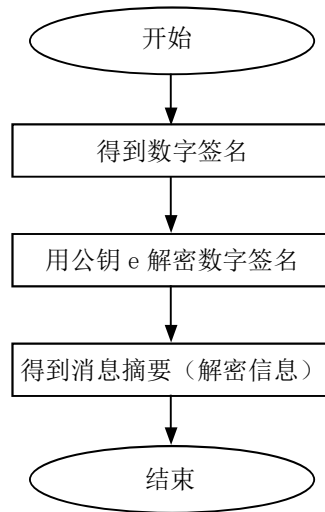 开始
得到数字签名
用公钥 e 解密数字签名
得到消息摘要（解密信息）
结束